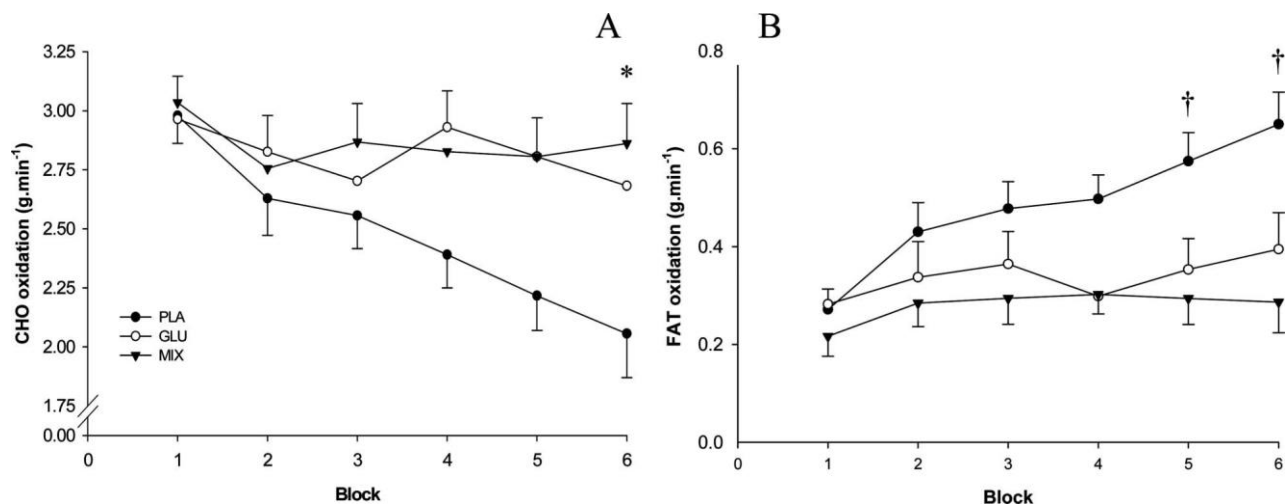 A
3.25
3.00
2.75
2.50
2.25
2.00
1.75
0.00
CHO oxidation (g.min⁻¹)
*
PLA
GLU
MIX
0 1 2 3 4 5 6
Block
B
0.8
0.6
0.4
0.2
0.0
FAT oxidation (g.min⁻¹)
† †
0 1 2 3 4 5 6
Block